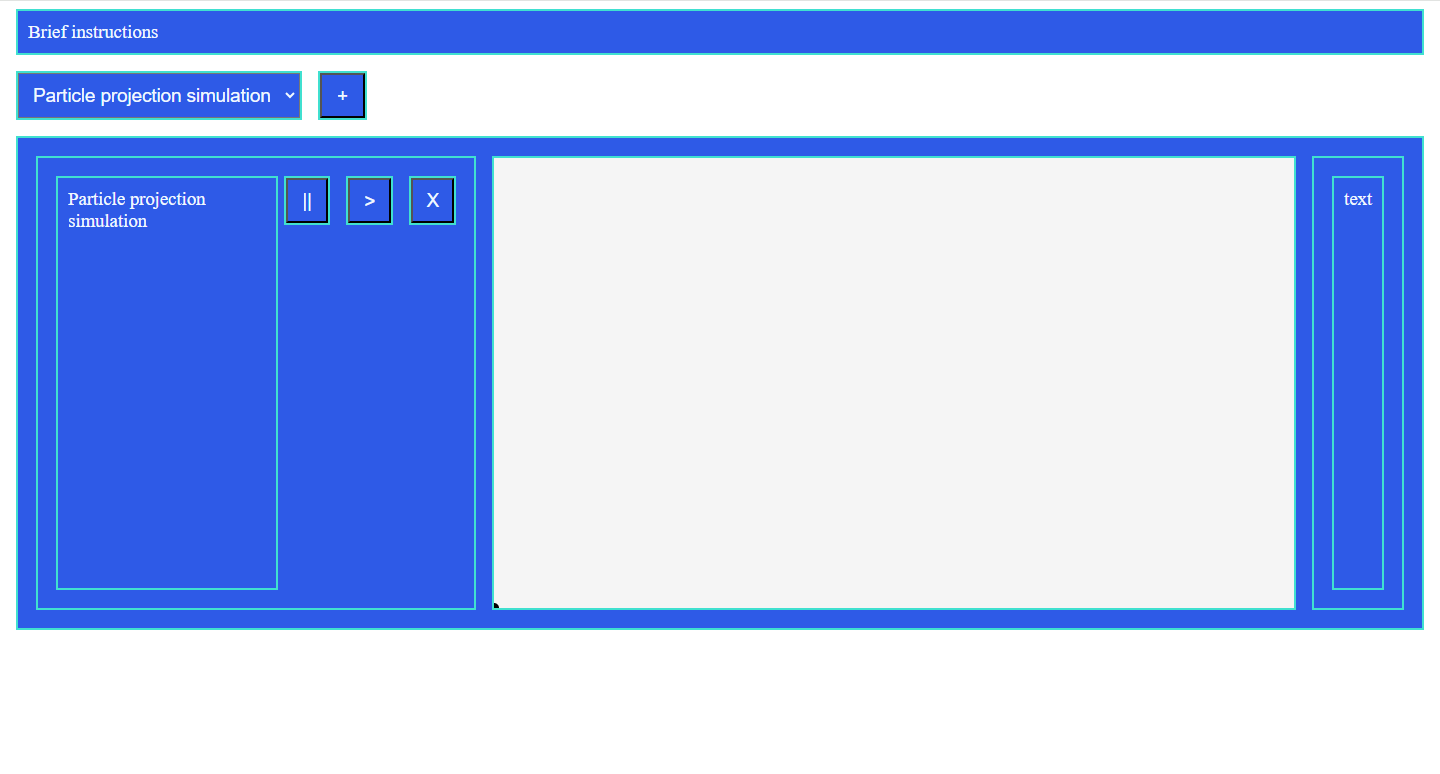 Brief instructions
Particle projection simulation
+
Particle projection
simulation
||
>
X
text